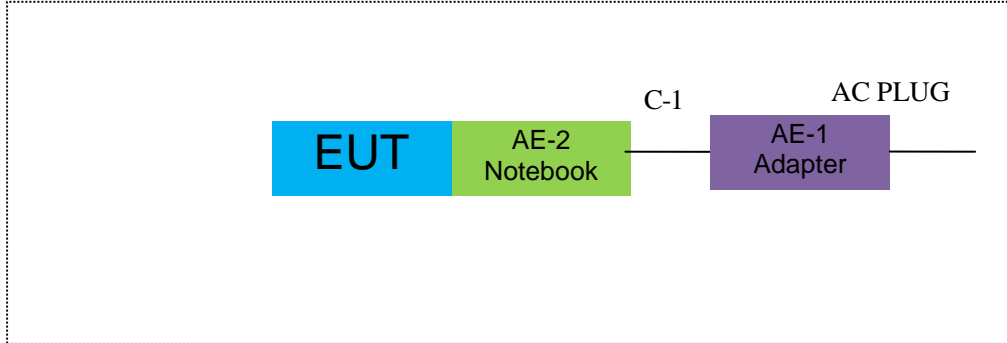 C-1
AC PLUG
EUT
AE-2
Notebook
AE-1
Adapter